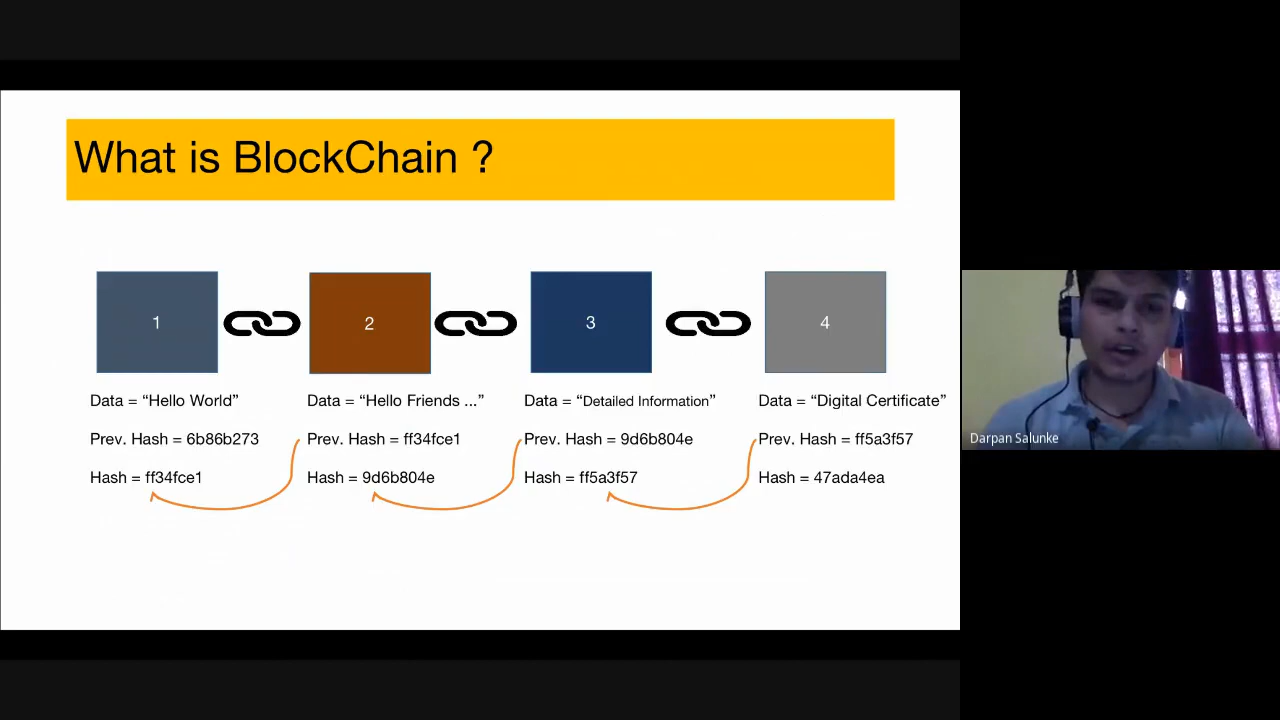 What is BlockChain ?
1
2
3
4
Data = “Hello World”
Data = “Hello Friends ...”
Data = “Detailed Information”
Data = “Digital Certificate”
Prev. Hash = 6b86b273
Prev. Hash = ff34fce1
Prev. Hash = 9d6b804e
Prev. Hash = ff5a3f57
Hash = ff34fce1
Hash = 9d6b804e
Hash = ff5a3f57
Hash = 47ada4ea
Darpan Salunke